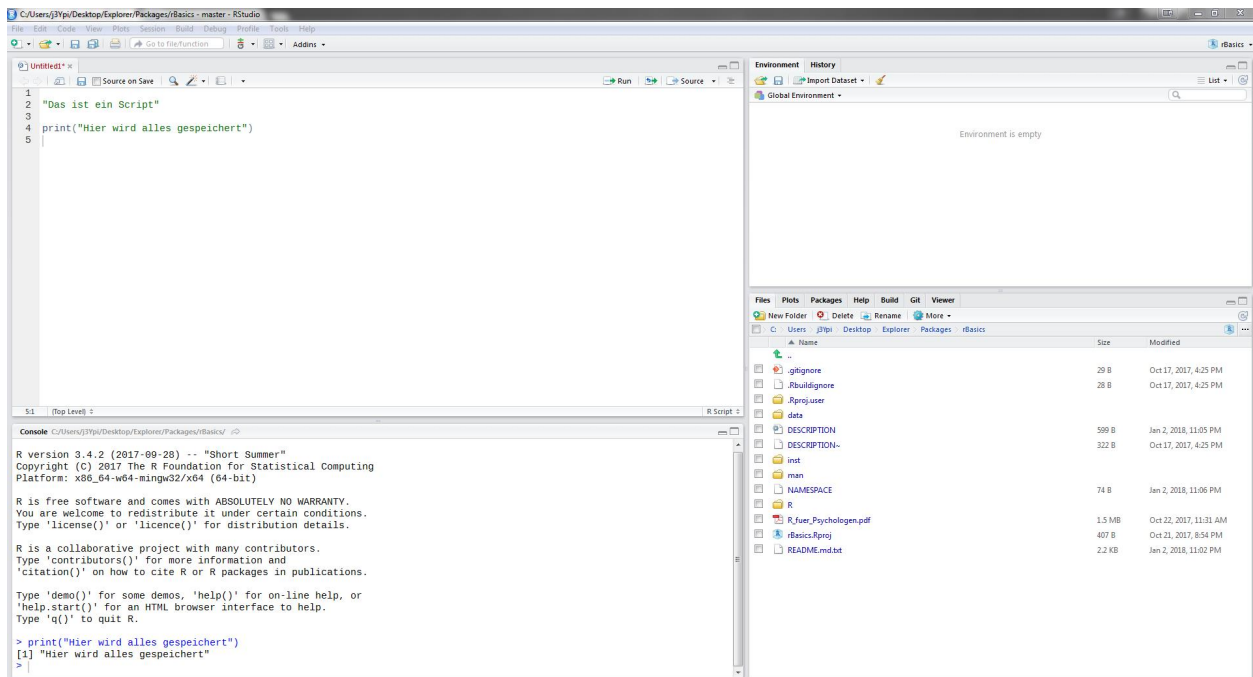 C:/Users/j3Ypi/Desktop/Explorer/Packages/rBasics - master - RStudio
File Edit Code View Plots Session Build Debug Profile Tools Help
Go to file/function Addins rBasics
Untitled1*
Source on Save Run Source
1
2 "Das ist ein Script"
3
4 print("Hier wird alles gespeichert")
5
5:1 (Top Level) R Script
Console C:/Users/j3Ypi/Desktop/Explorer/Packages/rBasics/
R version 3.4.2 (2017-09-28) -- "Short Summer"
Copyright (C) 2017 The R Foundation for Statistical Computing
Platform: x86_64-w64-mingw32/x64 (64-bit)
R is free software and comes with ABSOLUTELY NO WARRANTY.
You are welcome to redistribute it under certain conditions.
Type 'license()' or 'licence()' for distribution details.
R is a collaborative project with many contributors.
Type 'contributors()' for more information and
'citation()' on how to cite R or R packages in publications.
Type 'demo()' for some demos, 'help()' for on-line help, or
'help.start()' for an HTML browser interface to help.
Type 'q()' to quit R.
> print("Hier wird alles gespeichert")
[1] "Hier wird alles gespeichert"
>
Environment History
Import Dataset List
Global Environment
Environment is empty
Files Plots Packages Help Build Git Viewer
New Folder Delete Rename More
C: Users j3Ypi Desktop Explorer Packages rBasics
Name Size Modified
..
.gitignore 29 B Oct 17, 2017, 4:25 PM
.Rbuildignore 28 B Oct 17, 2017, 4:25 PM
.Rproj.user
data
DESCRIPTION 599 B Jan 2, 2018, 11:05 PM
DESCRIPTION~ 322 B Oct 17, 2017, 4:25 PM
inst
man
NAMESPACE 74 B Jan 2, 2018, 11:06 PM
R
R_fuer_Psychologen.pdf 1.5 MB Oct 22, 2017, 11:31 AM
rBasics.Rproj 407 B Oct 21, 2017, 8:54 PM
README.md.txt 2.2 KB Jan 2, 2018, 11:02 PM